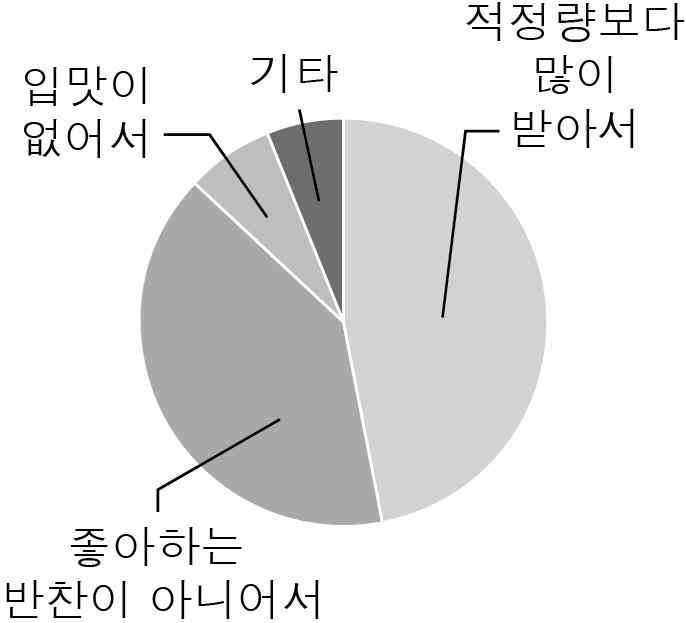 적정량보다
많이
받아서
기타
입맛이
없어서
좋아하는
반찬이 아니어서